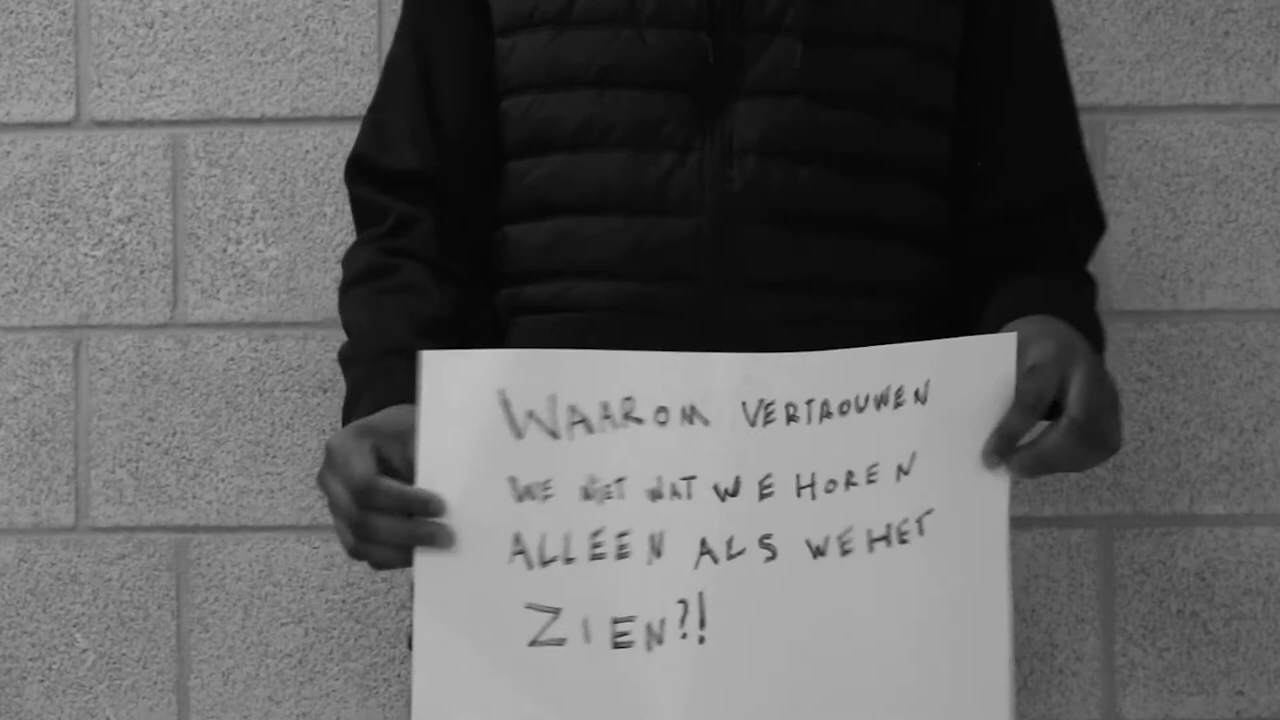 WAAROM VERTROUWEN
WE NIET WAT WE HOREN
ALLEEN ALS WE HET
ZIEN?!